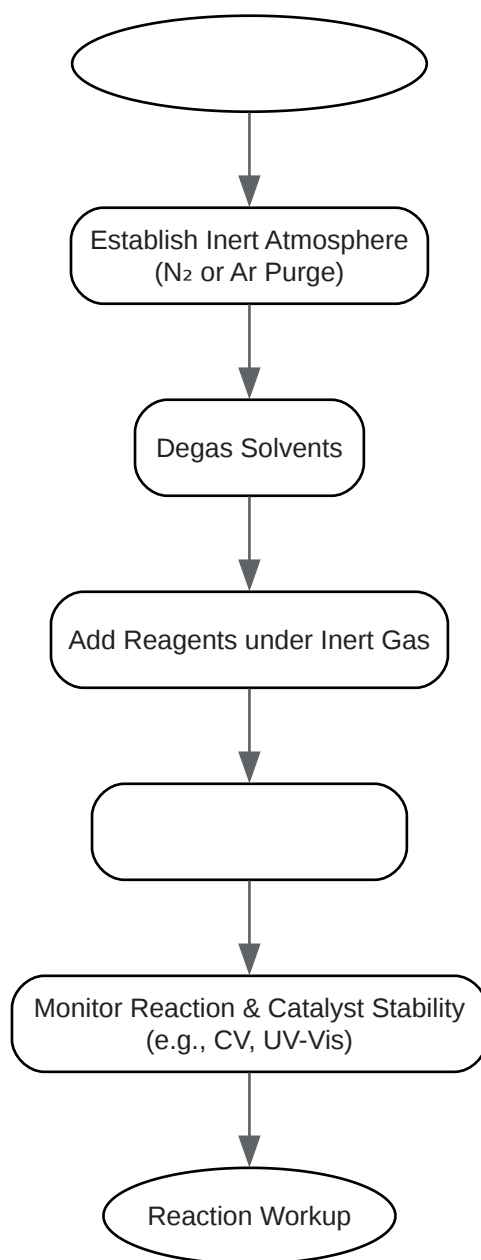 Establish Inert Atmosphere
(N₂ or Ar Purge)
Degas Solvents
Add Reagents under Inert Gas
Monitor Reaction & Catalyst Stability
(e.g., CV, UV-Vis)
Reaction Workup